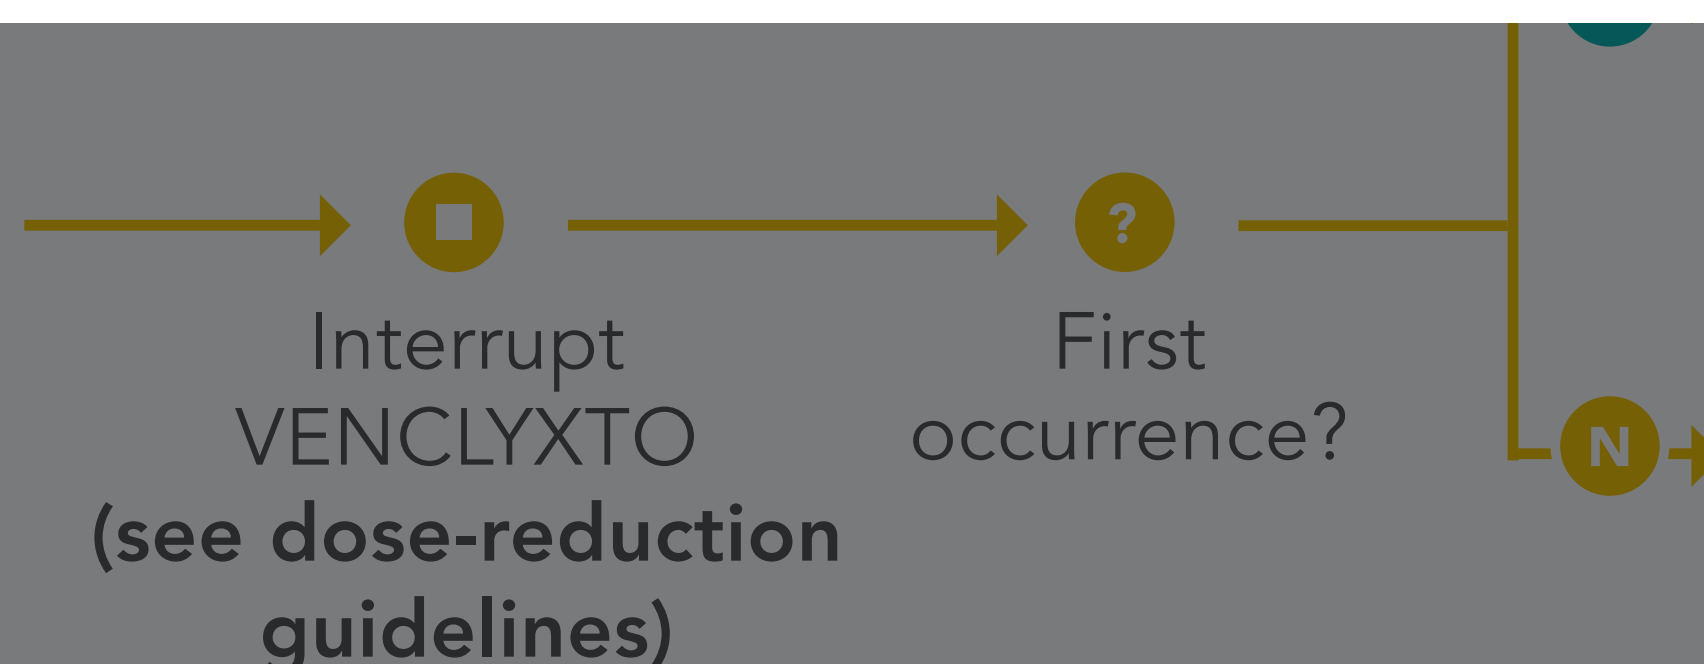 ?
Interrupt
VENCLYXTO
(see dose-reduction
guidelines)
First
occurrence?
N